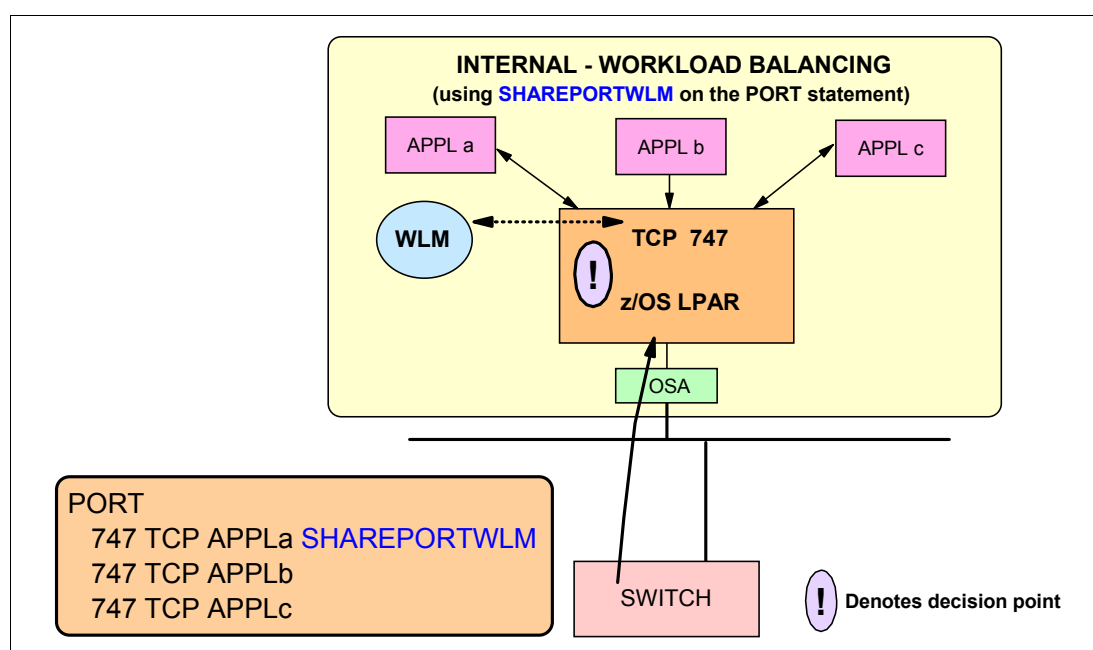 INTERNAL - WORKLOAD BALANCING
(using SHAREPORTWLM on the PORT statement)
APPL a
APPL b
APPL c
WLM
TCP 747
!
z/OS LPAR
OSA
PORT
747 TCP APPLa SHAREPORTWLM
747 TCP APPLb
747 TCP APPLc
SWITCH
! Denotes decision point